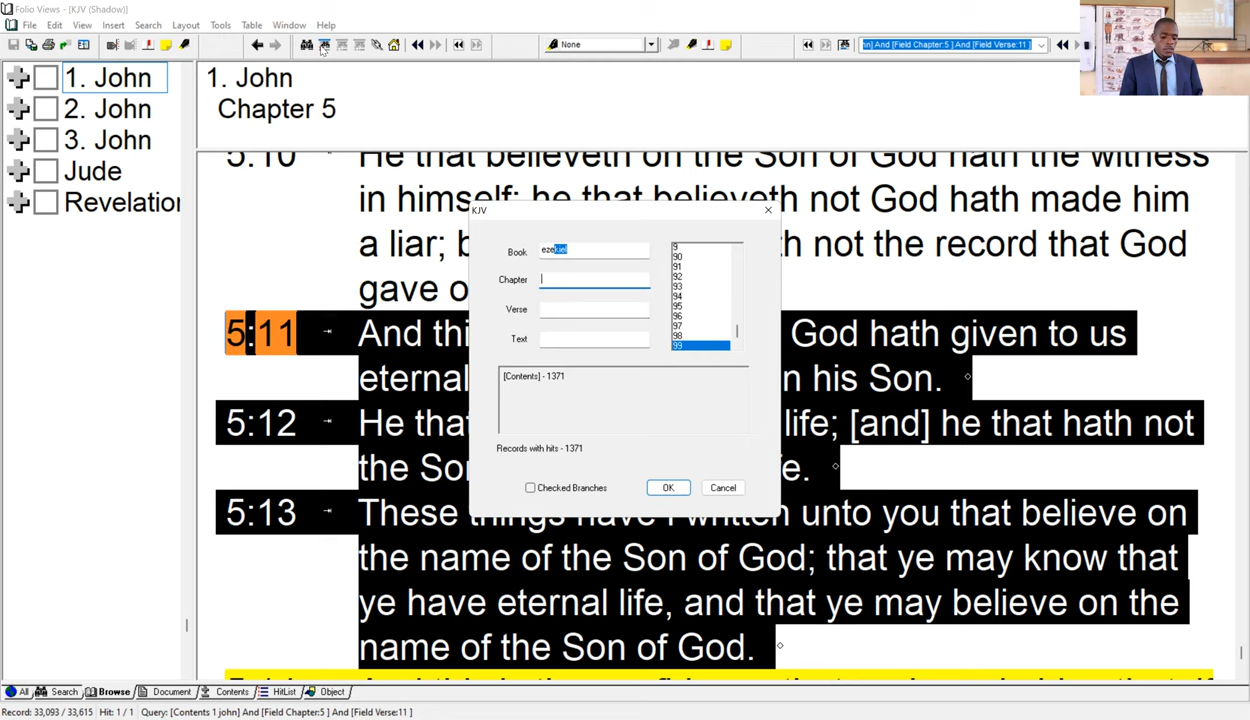 Folio Views - KJV (Shadow)
File Edit View Insert Search Layout Tools Table Window Help
None
hn] And [Field Chapter:5 ] And [Field Verse:11 ]
1. John
2. John
3. John
Jude
Revelation
1. John
Chapter 5
5:10 He that believeth on the Son of God hath the witness
in himself: he that believeth not God hath made him
a liar; b h not the record that God
gave o
5:11 And thi God hath given to us
eternal n his Son.
5:12 He that life; [and] he that hath not
the So e.
5:13 These things have I written unto you that believe on
the name of the Son of God; that ye may know that
ye have eternal life, and that ye may believe on the
name of the Son of God.
KJV
Book ezekiel
Chapter
Verse
Text
9
90
91
92
93
94
95
96
97
98
99
[Contents] - 1371
Records with hits - 1371
Checked Branches
OK
Cancel
All Search Browse Document Contents HitList Object
Record: 33,093 / 33,615 Hit: 1 / 1 Query: [Contents 1 john] And [Field Chapter:5 ] And [Field Verse:11 ]